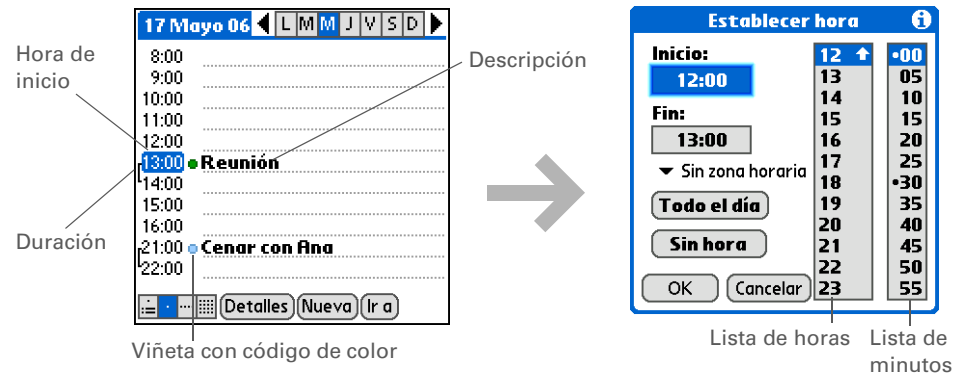 17 Mayo 06 L M M J V S D
Hora de
inicio
Descripción
8:00
9:00
10:00
11:00
12:00
13:00 Reunión
14:00
15:00
16:00
Duración
21:00 Cenar con Ana
22:00
Detalles Nueva Ir a
Viñeta con código de color
Establecer hora
Inicio:
12:00
Fin:
13:00
Sin zona horaria
Todo el día
Sin hora
OK Cancelar
12
13
14
15
16
17
18
19
20
21
22
23
•00
05
10
15
20
25
•30
35
40
45
50
55
Lista de horas
Lista de
minutos